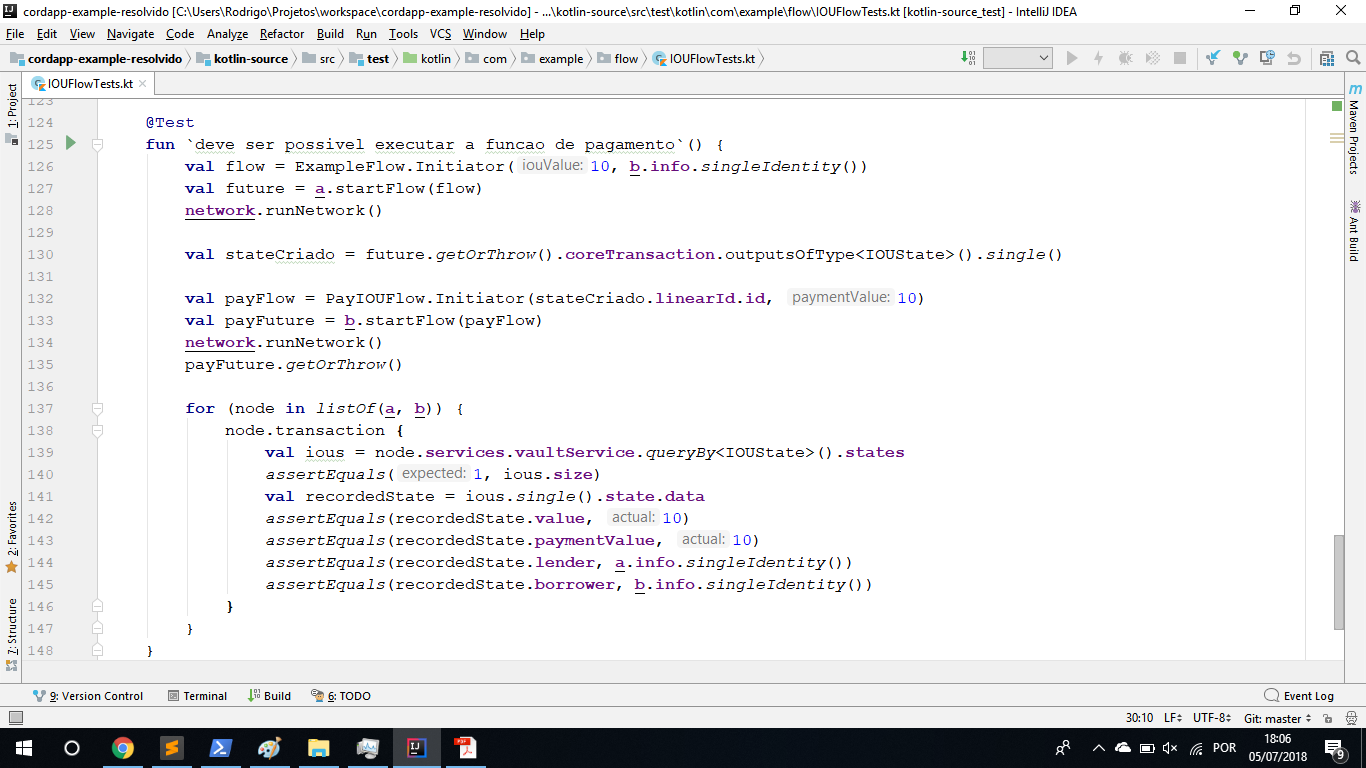 cordapp-example-resolvido [C:\Users\Rodrigo\Projetos\workspace\cordapp-example-resolvido] - ...\kotlin-source\src\test\kotlin\com\example\flow\IOUFlowTests.kt [kotlin-source_test] - IntelliJ IDEA
File Edit View Navigate Code Analyze Refactor Build Run Tools VCS Window Help
cordapp-example-resolvido kotlin-source src test kotlin com example flow IOUFlowTests.kt
IOUFlowTests.kt
1: Project
2: Favorites
7: Structure
Maven Projects
Ant Build
123
124 @Test
125 fun `deve ser possivel executar a funcao de pagamento`() {
126 val flow = ExampleFlow.Initiator( iouValue: 10, b.info.singleIdentity())
127 val future = a.startFlow(flow)
128 network.runNetwork()
129
130 val stateCriado = future.getOrThrow().coreTransaction.outputsOfType<IOUState>().single()
131
132 val payFlow = PayIOUFlow.Initiator(stateCriado.linearId.id, paymentValue: 10)
133 val payFuture = b.startFlow(payFlow)
134 network.runNetwork()
135 payFuture.getOrThrow()
136
137 for (node in listOf(a, b)) {
138 node.transaction {
139 val ious = node.services.vaultService.queryBy<IOUState>().states
140 assertEquals( expected: 1, ious.size)
141 val recordedState = ious.single().state.data
142 assertEquals(recordedState.value, actual: 10)
143 assertEquals(recordedState.paymentValue, actual: 10)
144 assertEquals(recordedState.lender, a.info.singleIdentity())
145 assertEquals(recordedState.borrower, b.info.singleIdentity())
146 }
147 }
148 }
9: Version Control Terminal Build 6: TODO Event Log
30:10 LF UTF-8 Git: master
POR 18:06
05/07/2018
9